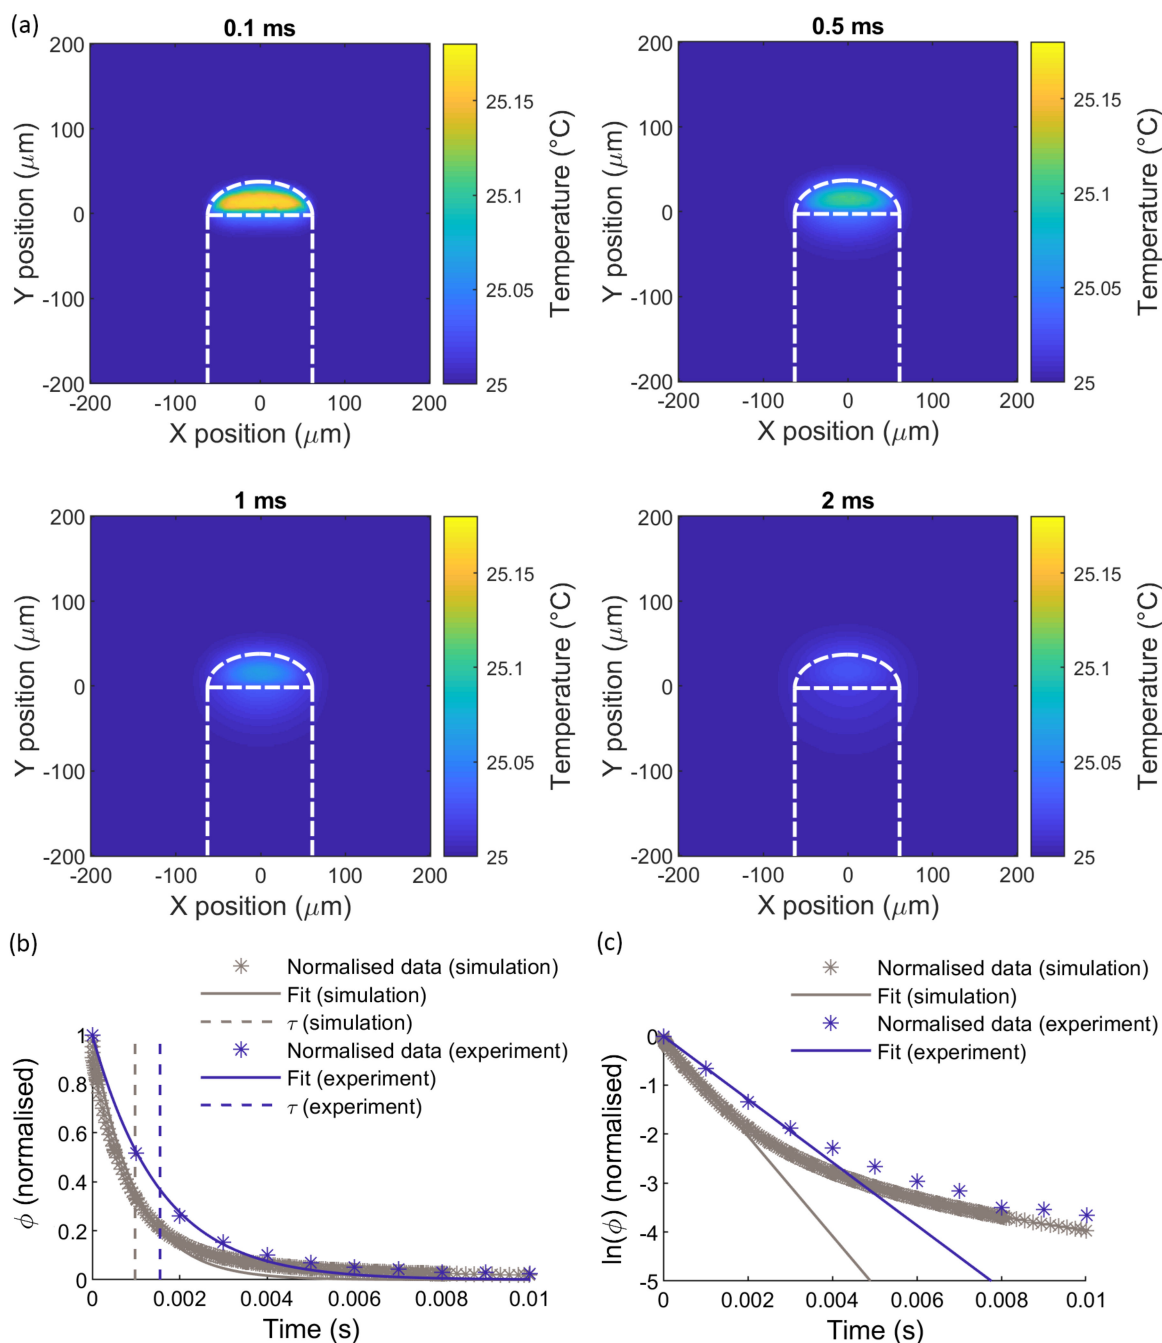 (a)
0.1 ms
200
100
0
-100
-200
Y position (μm)
-200 -100 0 100 200
X position (μm)
25.15
25.1
25.05
25
Temperature (°C)
0.5 ms
200
100
0
-100
-200
Y position (μm)
-200 -100 0 100 200
X position (μm)
25.15
25.1
25.05
25
Temperature (°C)
1 ms
200
100
0
-100
-200
Y position (μm)
-200 -100 0 100 200
X position (μm)
25.15
25.1
25.05
25
Temperature (°C)
2 ms
200
100
0
-100
-200
Y position (μm)
-200 -100 0 100 200
X position (μm)
25.15
25.1
25.05
25
Temperature (°C)
(b)
Normalised data (simulation)
Fit (simulation)
τ (simulation)
Normalised data (experiment)
Fit (experiment)
τ (experiment)
1
0.8
0.6
0.4
0.2
0
ϕ (normalised)
0 0.002 0.004 0.006 0.008 0.01
Time (s)
(c)
Normalised data (simulation)
Fit (simulation)
Normalised data (experiment)
Fit (experiment)
0
-1
-2
-3
-4
-5
ln(ϕ) (normalised)
0 0.002 0.004 0.006 0.008 0.01
Time (s)